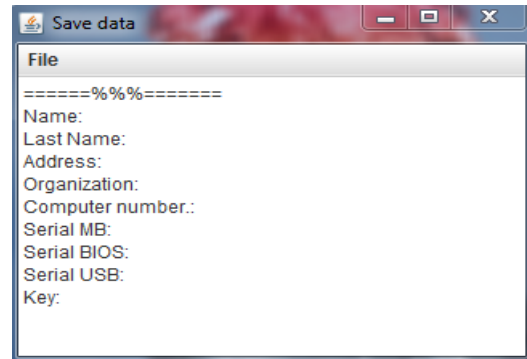 Save data
File
======%%%=======
Name:
Last Name:
Address:
Organization:
Computer number.:
Serial MB:
Serial BIOS:
Serial USB:
Key: